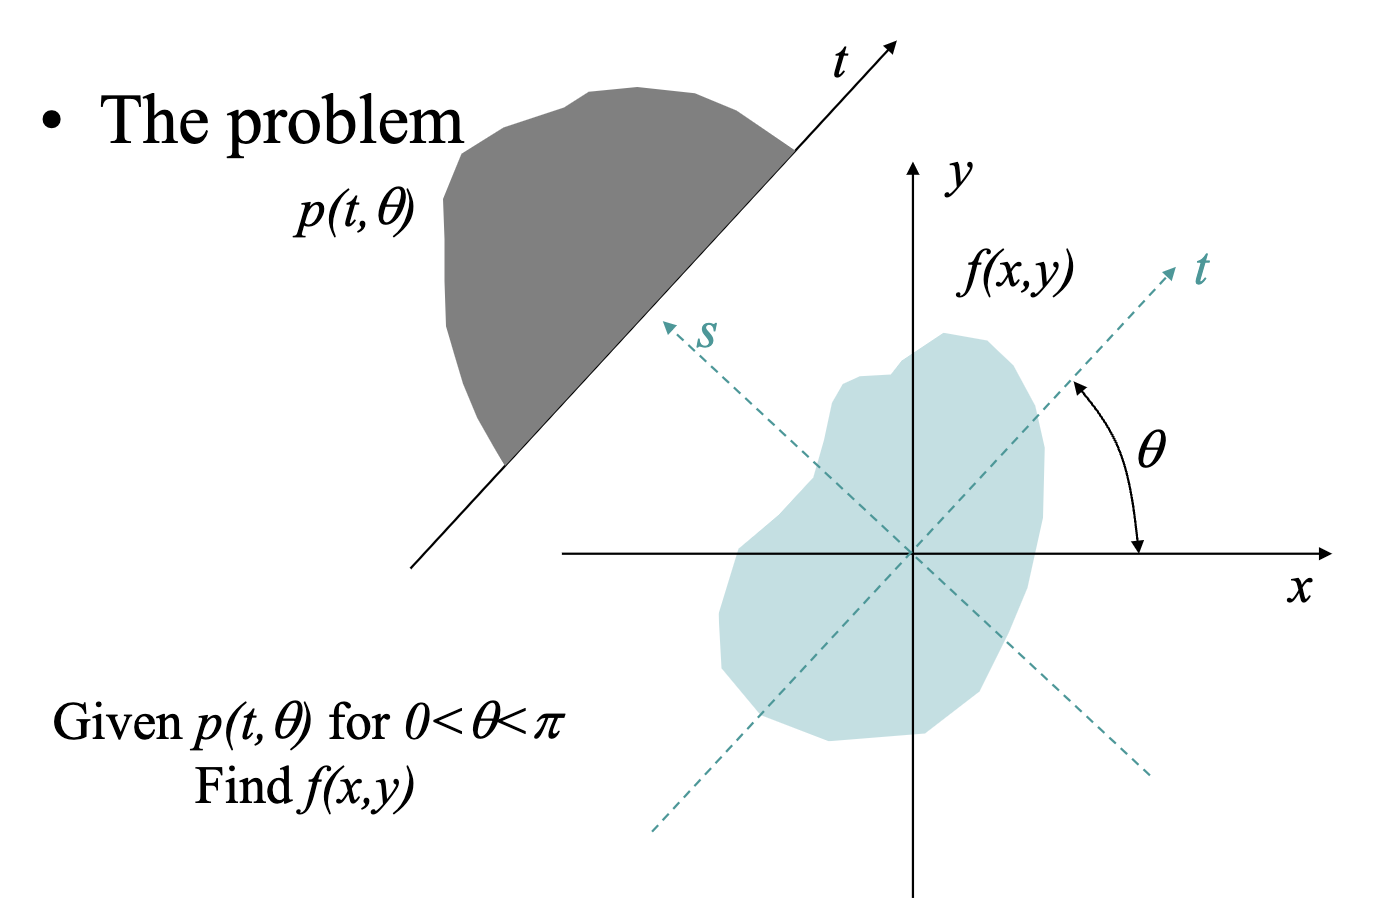 • The problem
t
p(t,θ)
y
f(x,y)
t
s
θ
x
Given p(t,θ) for 0<θ<π
Find f(x,y)